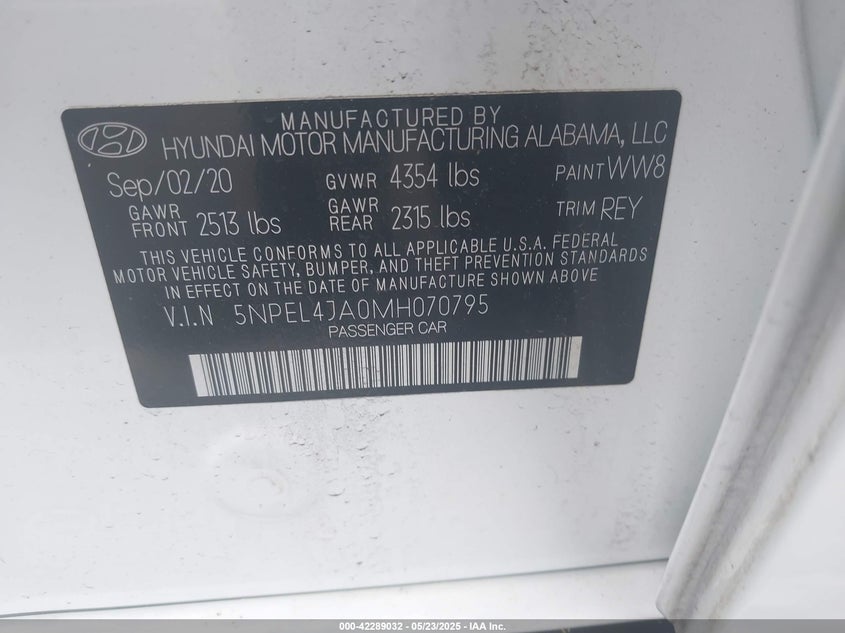 MANUFACTURED BY
HYUNDAI MOTOR MANUFACTURING ALABAMA, LLC
Sep/02/20 GVWR 4354 lbs PAINT WW8
GAWR FRONT 2513 lbs GAWR REAR 2315 lbs TRIM REY
THIS VEHICLE CONFORMS TO ALL APPLICABLE U.S.A. FEDERAL
MOTOR VEHICLE SAFETY, BUMPER, AND THEFT PREVENTION STANDARDS
IN EFFECT ON THE DATE OF MANUFACTURE SHOWN ABOVE
V.I.N 5NPEL4JA0MH070795
PASSENGER CAR
000-42289032 - 05/23/2025 - IAA Inc.